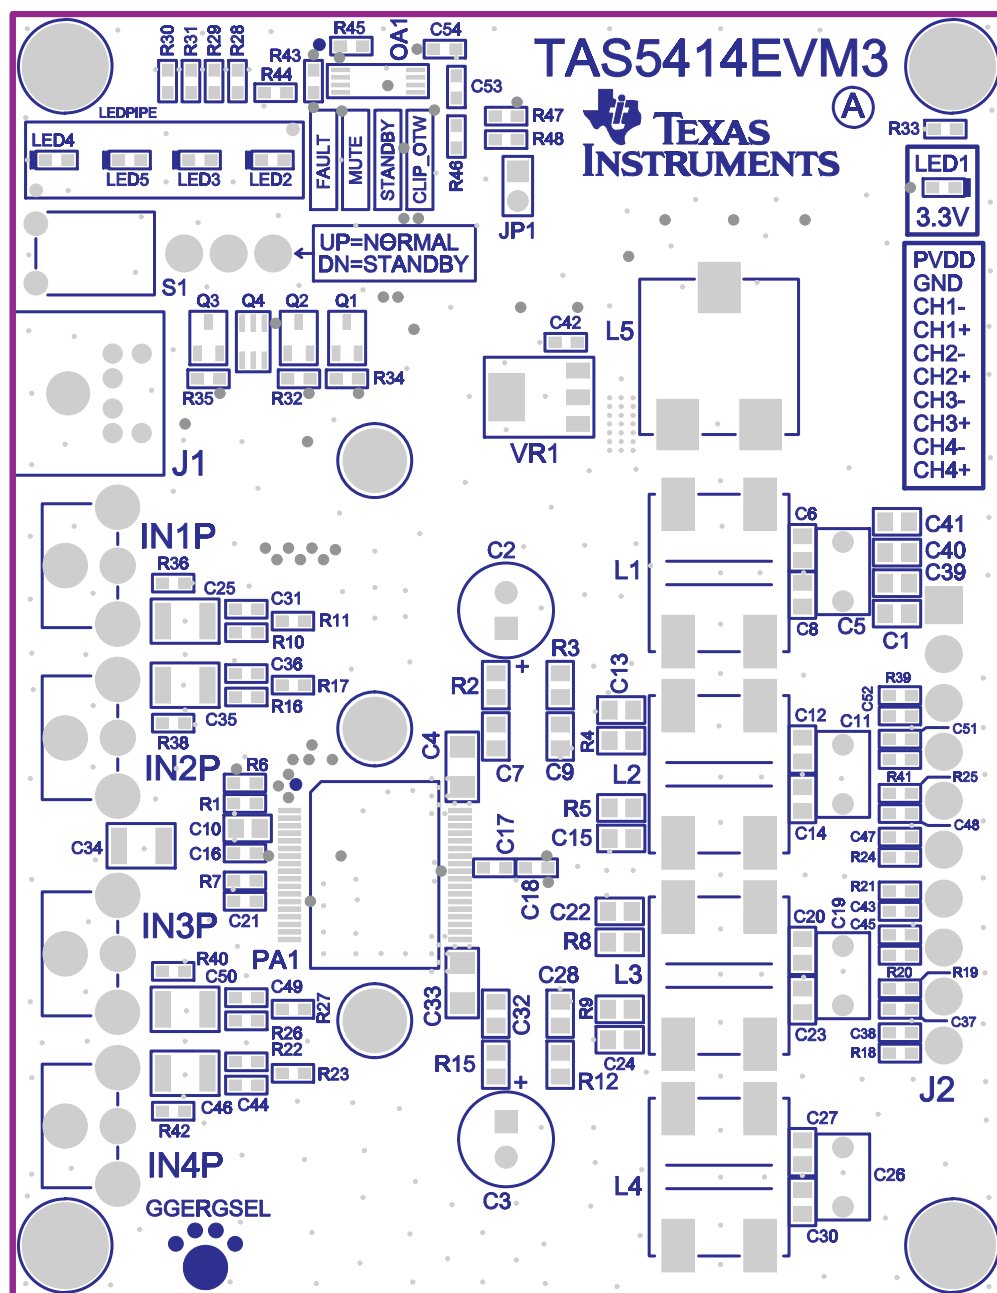 R30
R31
R29
R28
R45
OA1
C54
TAS5414EVM3
R43
R44
C53
A
LEDPIPE
R47
R48
R46
TEXAS
INSTRUMENTS
R33
LED4
LED5
LED3
LED2
FAULT
MUTE
STANDBY
CLIP_OTW
JP1
LED1
3.3V
S1
UP=NORMAL
DN=STANDBY
PVDD
GND
CH1-
CH1+
CH2-
CH2+
CH3-
CH3+
CH4-
CH4+
Q3
Q4
Q2
Q1
C42
L5
R35
R32
R34
J1
VR1
IN1P
R36
C25
C31
R11
R10
C2
L1
C6
C8
C5
C41
C40
C39
C1
C36
R17
R16
C35
R38
IN2P
+
R2
R3
C13
R4
C4
C7
C9
L2
C12
C11
C14
R39
C52
C51
R41
R25
C48
C47
R24
R6
R1
C10
C16
C34
R7
C21
R5
C15
C17
C18
IN3P
PA1
R40
C50
C49
R27
R26
C22
R8
L3
C20
C19
C23
R21
C43
C45
R20
R19
C37
C38
R18
C33
C32
C28
R9
C24
R15
R12
+
J2
R22
R23
C46
C44
R42
IN4P
C3
L4
C27
C26
C30
GGERGSEL